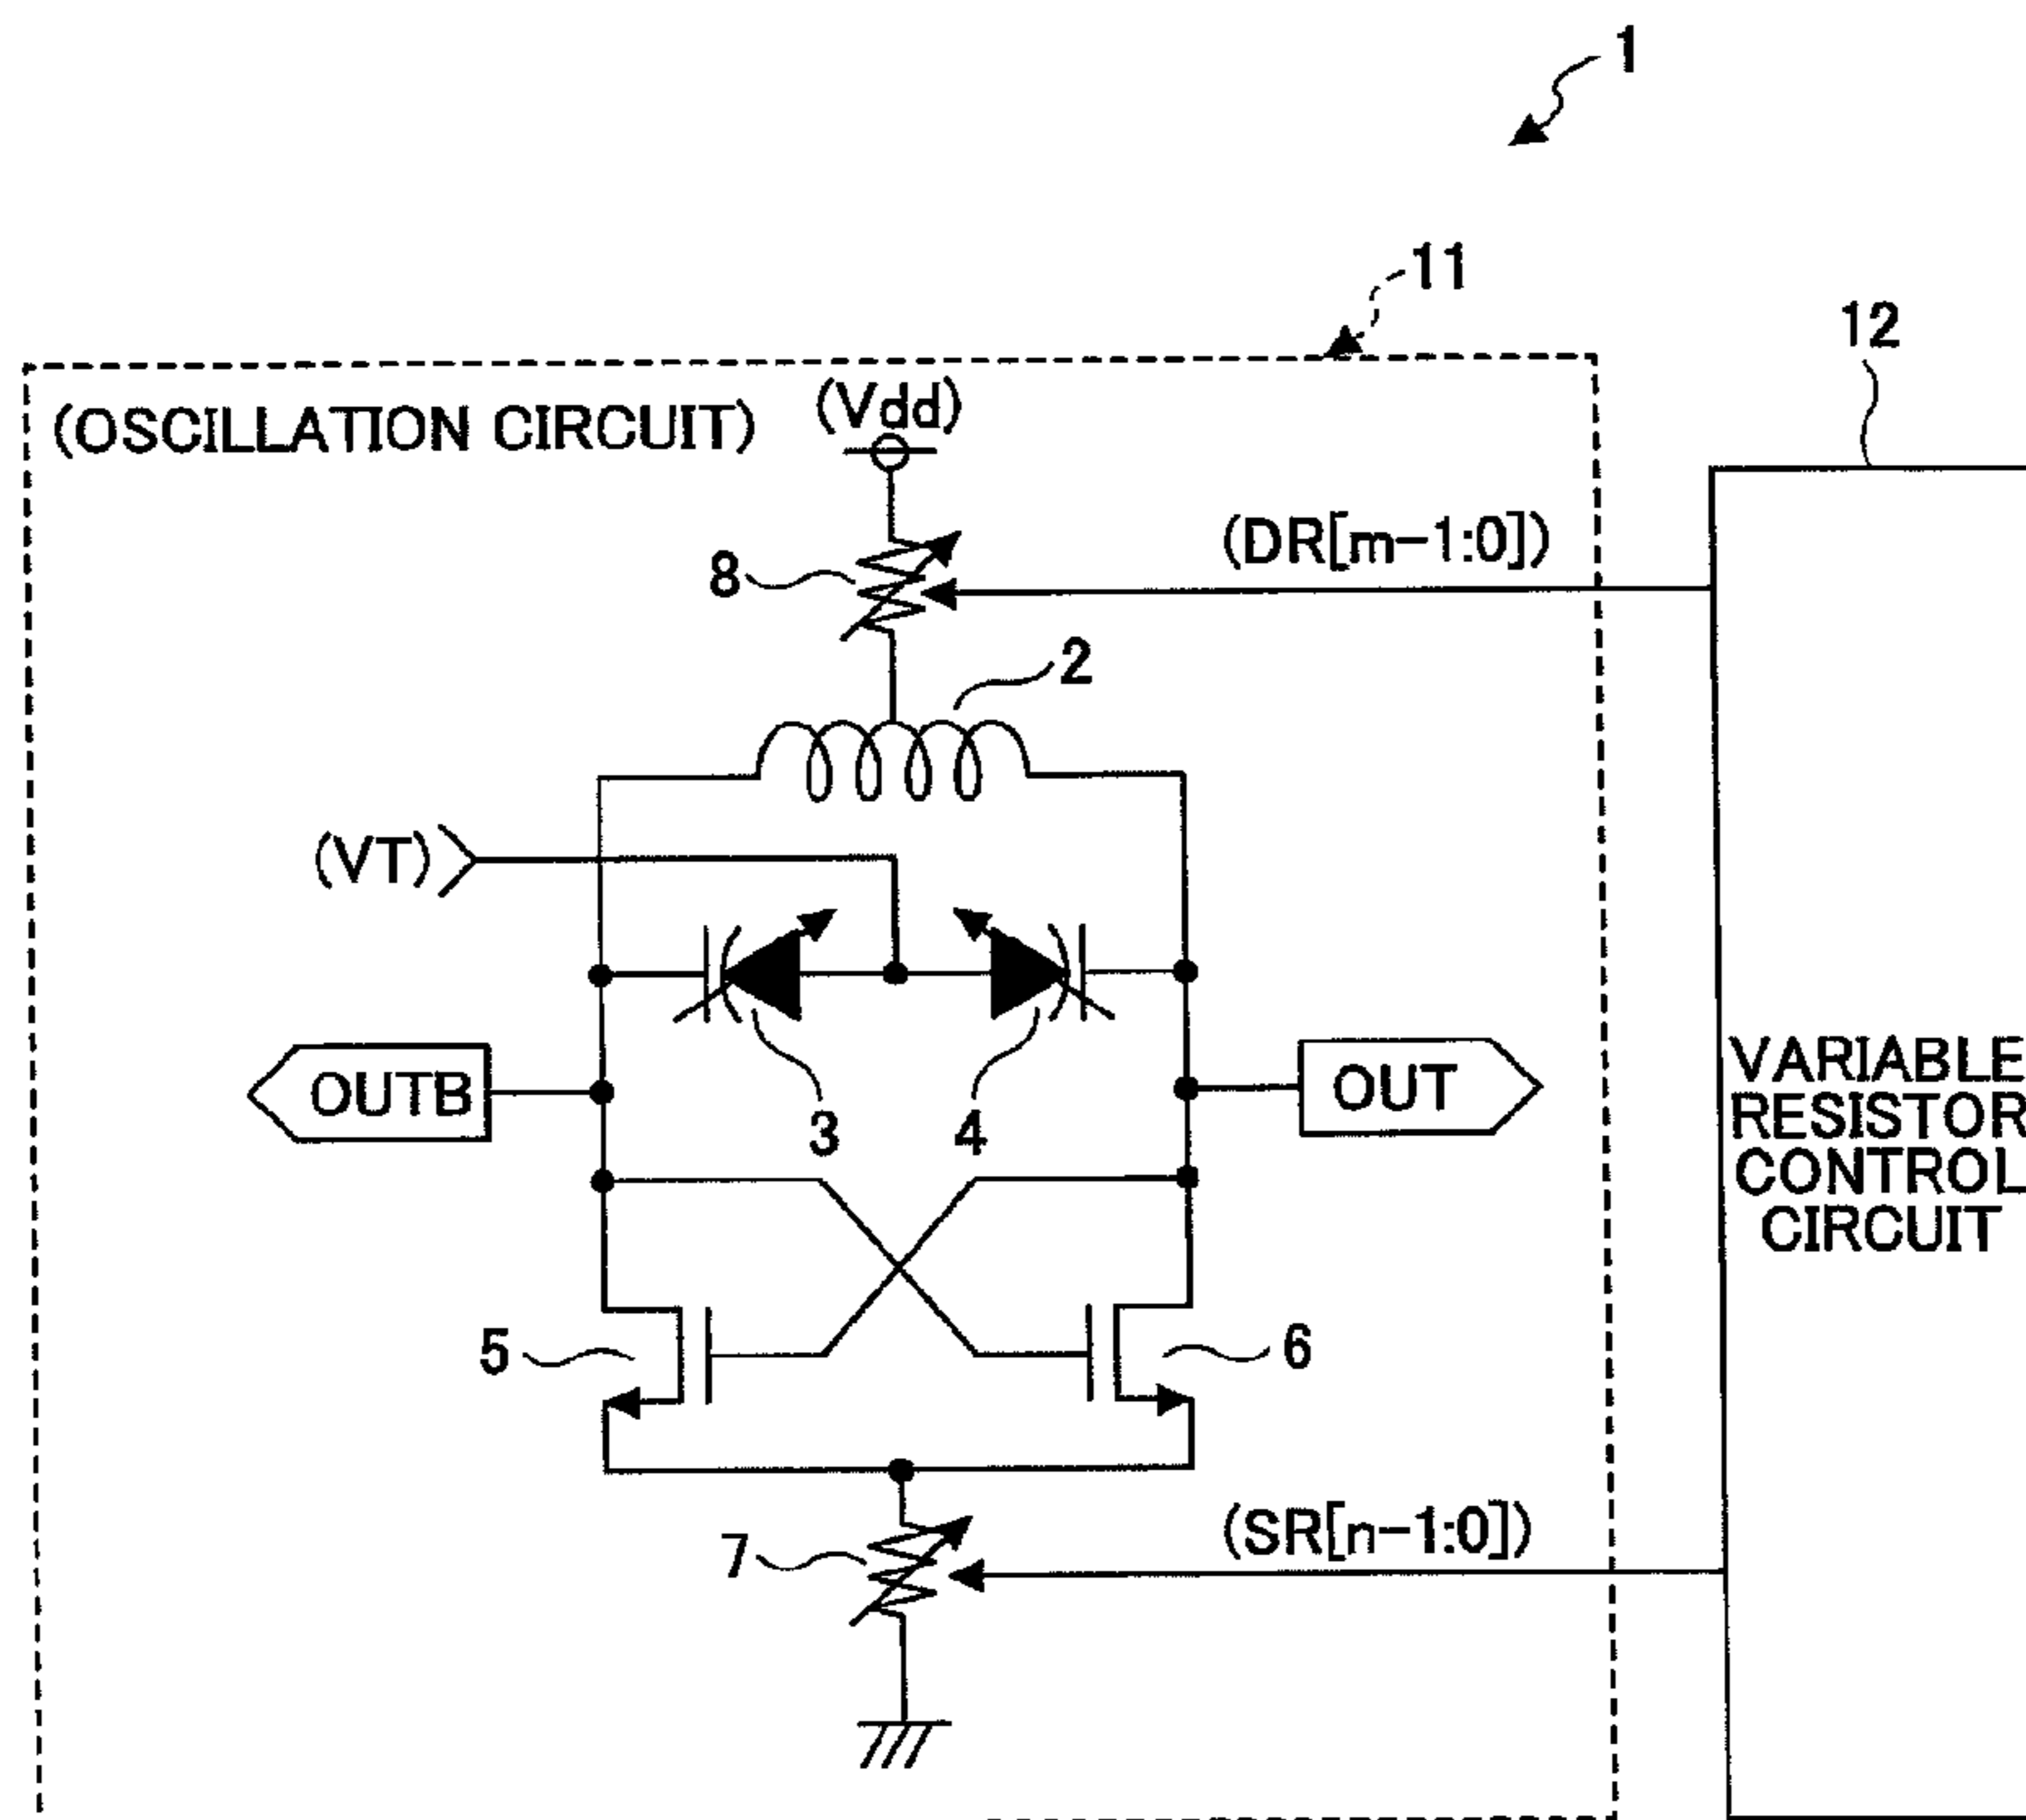 1
11
12
(OSCILLATION CIRCUIT)
(Vdd)
(DR[m-1:0])
8
2
(VT)
OUTB
OUT
3
4
VARIABLE
RESISTOR
CONTROL
CIRCUIT
5
6
(SR[n-1:0])
7